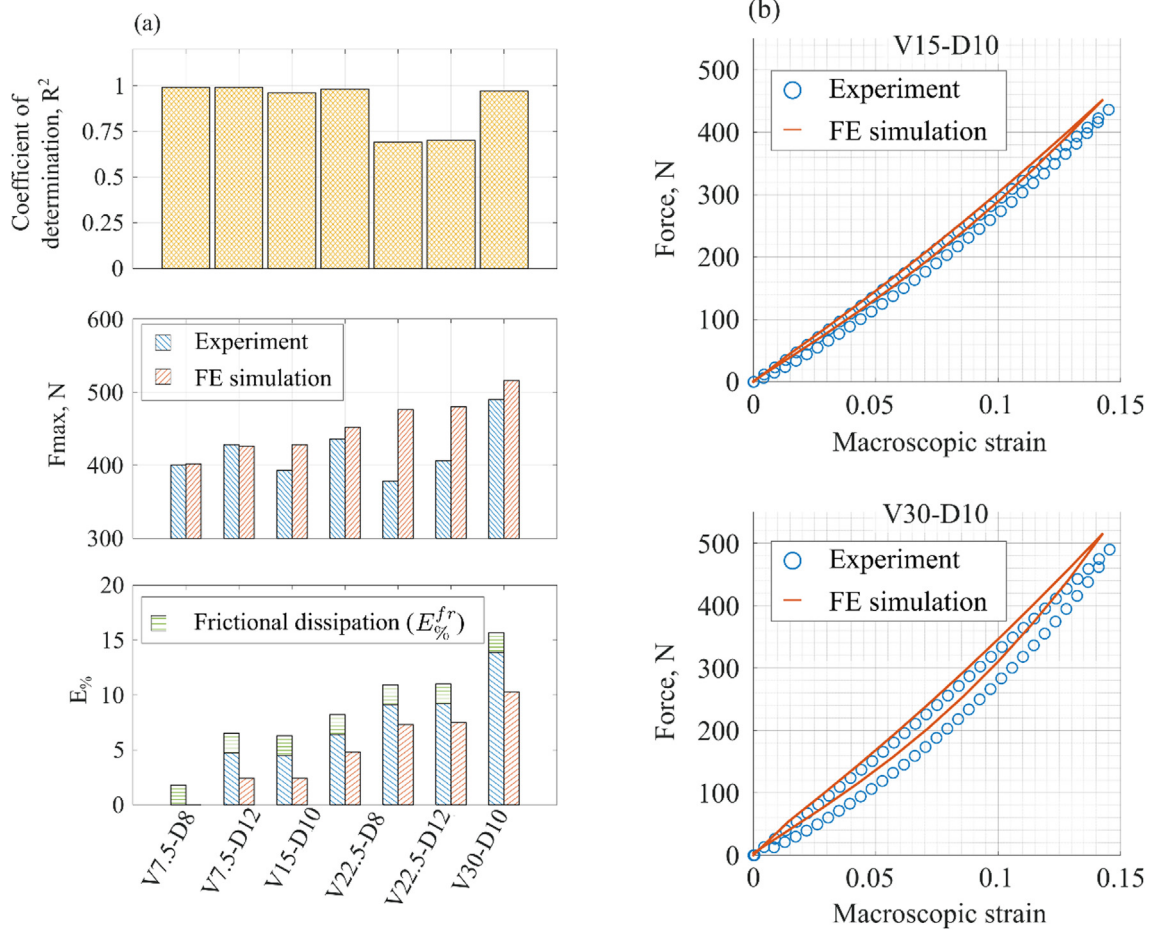 (a)
Coefficient of
determination, R²
1
0.75
0.5
0.25
0
600
Experiment
FE simulation
500
Fmax, N
400
300
20
Frictional dissipation (E^{fr}_%)
15
E_%
10
5
0
V7.5-D8
V7.5-D12
V15-D10
V22.5-D8
V22.5-D12
V30-D10
(b)
V15-D10
500
Experiment
400
FE simulation
Force, N
300
200
100
0
0
0.05
0.1
0.15
Macroscopic strain
V30-D10
500
Experiment
400
FE simulation
Force, N
300
200
100
0
0
0.05
0.1
0.15
Macroscopic strain